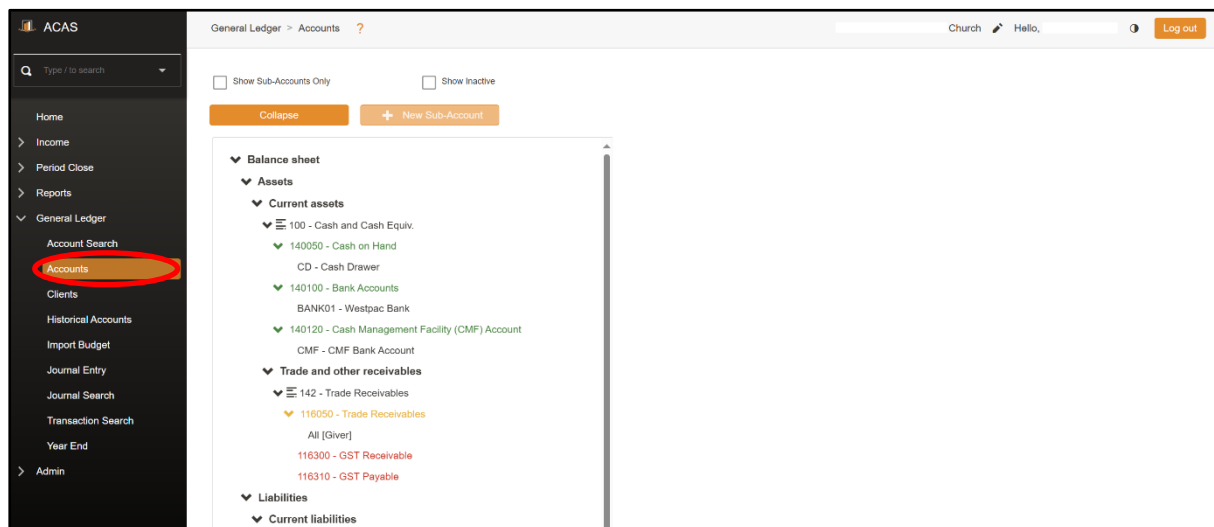 ACAS
General Ledger > Accounts ?
Church Hello,
Log out
Type / to search
Show Sub-Accounts Only
Show Inactive
Collapse
+ New Sub-Account
Home
Income
Period Close
Reports
General Ledger
Account Search
Accounts
Clients
Historical Accounts
Import Budget
Journal Entry
Journal Search
Transaction Search
Year End
Admin
Balance sheet
Assets
Current assets
100 - Cash and Cash Equiv.
140050 - Cash on Hand
CD - Cash Drawer
140100 - Bank Accounts
BANK01 - Westpac Bank
140120 - Cash Management Facility (CMF) Account
CMF - CMF Bank Account
Trade and other receivables
142 - Trade Receivables
116050 - Trade Receivables
All [Giver]
116300 - GST Receivable
116310 - GST Payable
Liabilities
Current liabilities